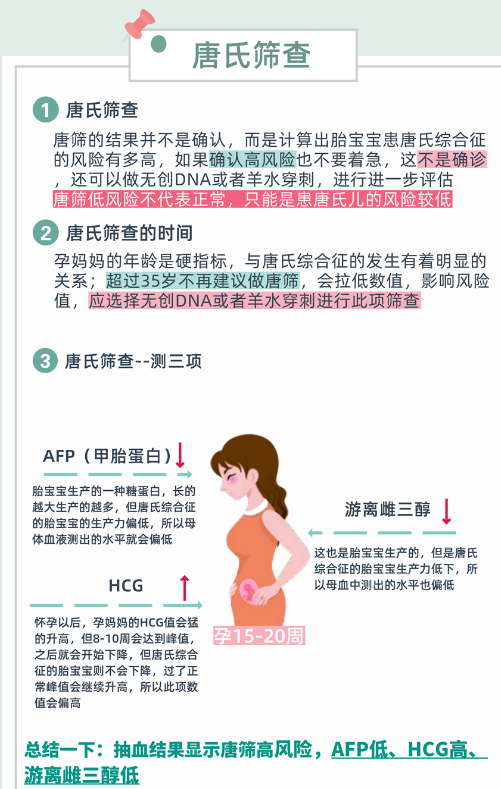 唐氏筛查
1 唐氏筛查
唐筛的结果并不是确认，而是计算出胎宝宝患唐氏综合征
的风险有多高，如果确认高风险也不要着急，这不是确诊
，还可以做无创DNA或者羊水穿刺，进行进一步评估
唐筛低风险不代表正常，只能是患唐氏儿的风险较低
2 唐氏筛查的时间
孕妈妈的年龄是硬指标，与唐氏综合征的发生有着明显的
关系；超过35岁不再建议做唐筛，会拉低数值，影响风险
值，应选择无创DNA或者羊水穿刺进行此项筛查
3 唐氏筛查--测三项
AFP（甲胎蛋白）
胎宝宝生产的一种糖蛋白，长的
越大生产的越多，但唐氏综合征
的胎宝宝的生产力偏低，所以母
体血液测出的水平就会偏低
游离雌三醇
这也是胎宝宝生产的，但是唐氏
综合征的胎宝宝生产力低下，所
以母血中测出的水平也偏低
HCG
怀孕以后，孕妈妈的HCG值会猛
的升高，但8-10周会达到峰值，
之后就会开始下降，但唐氏综合
征的胎宝宝则不会下降，过了正
常峰值会继续升高，所以此项数
值会偏高
孕15-20周
总结一下：抽血结果显示唐筛高风险，AFP低、HCG高、
游离雌三醇低